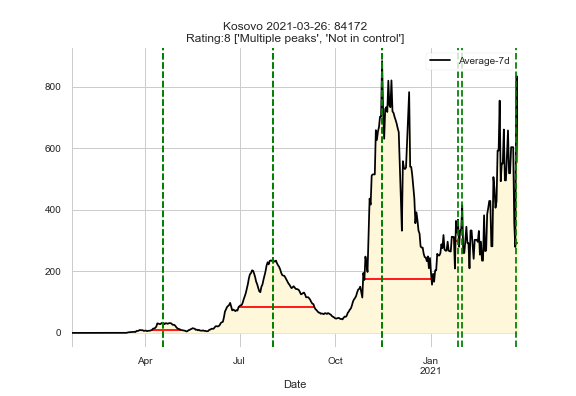 Kosovo 2021-03-26: 84172
Rating:8 ['Multiple peaks', 'Not in control']
Average-7d
800
600
400
200
0
Apr
Jul
Oct
Jan
2021
Date